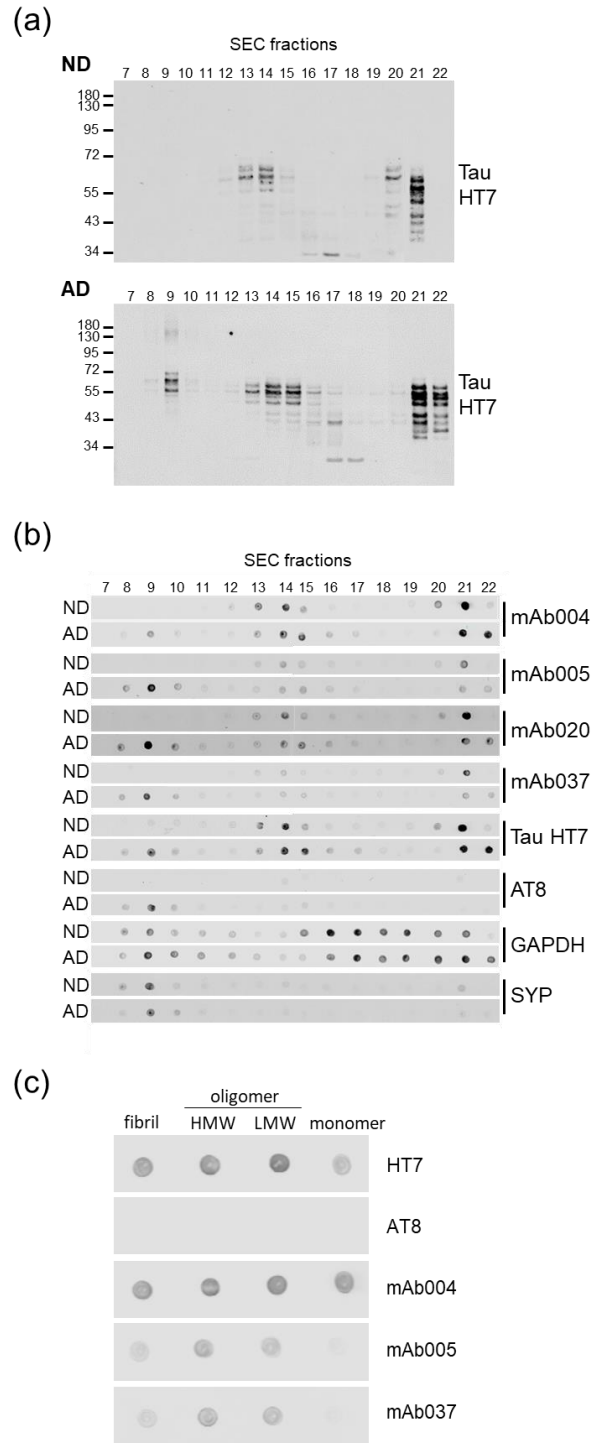 (a)
SEC fractions
ND
7 8 9 10 11 12 13 14 15 16 17 18 19 20 21 22
180
130
95
72
55
43
34
Tau
HT7
AD
7 8 9 10 11 12 13 14 15 16 17 18 19 20 21 22
180
130
95
72
55
43
34
Tau
HT7
(b)
SEC fractions
7 8 9 10 11 12 13 14 15 16 17 18 19 20 21 22
ND
AD
mAb004
ND
AD
mAb005
ND
AD
mAb020
ND
AD
mAb037
ND
AD
Tau HT7
ND
AD
AT8
ND
AD
GAPDH
ND
AD
SYP
(c)
oligomer
fibril HMW LMW monomer
HT7
AT8
mAb004
mAb005
mAb037